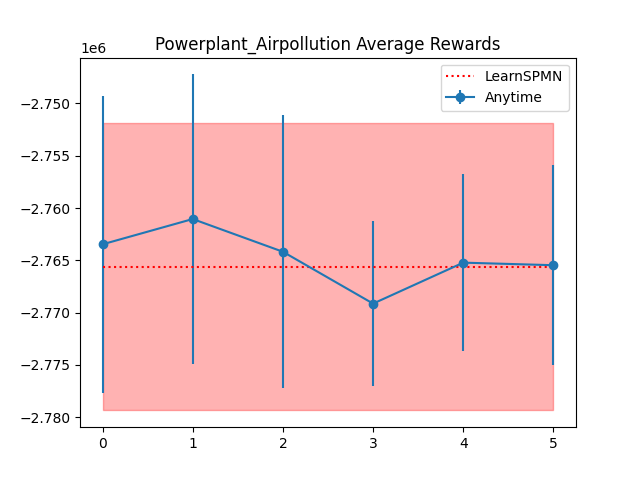 Powerplant_Airpollution Average Rewards
1e6
LearnSPMN
Anytime
−2.750
−2.755
−2.760
−2.765
−2.770
−2.775
−2.780
0 1 2 3 4 5